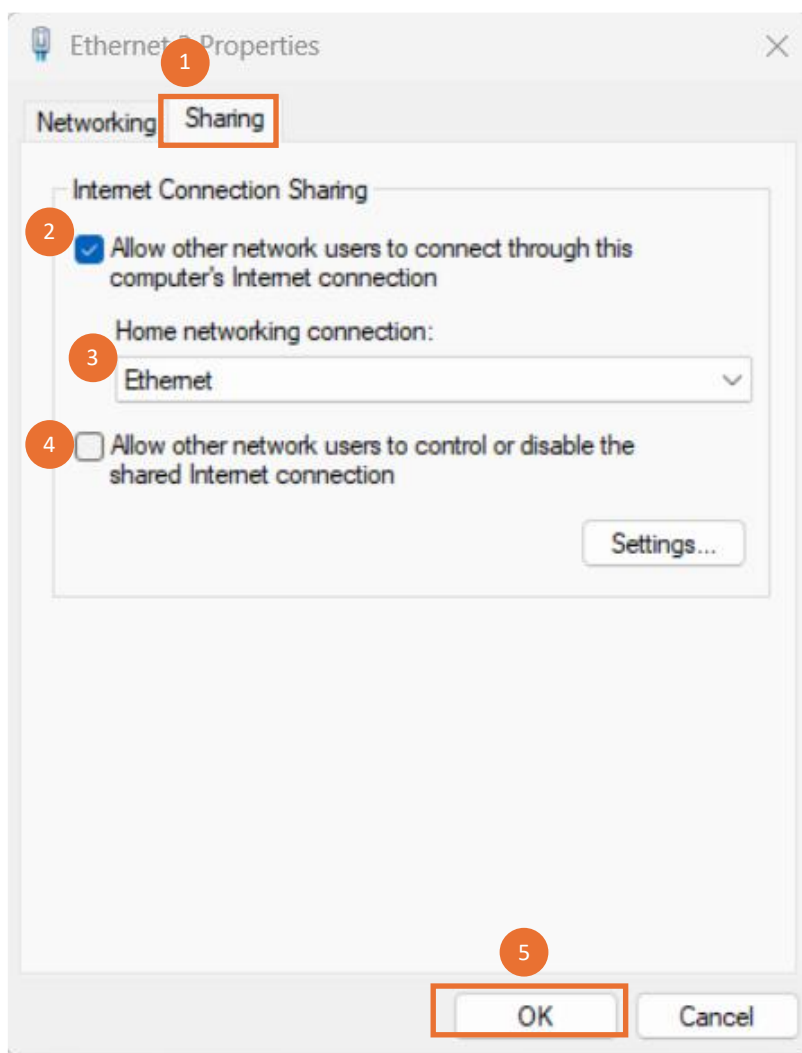 Ethernet Properties
1
Networking
Sharing
Internet Connection Sharing
2
Allow other network users to connect through this
computer's Internet connection
Home networking connection:
3
Ethernet
4
Allow other network users to control or disable the
shared Internet connection
Settings...
5
OK
Cancel